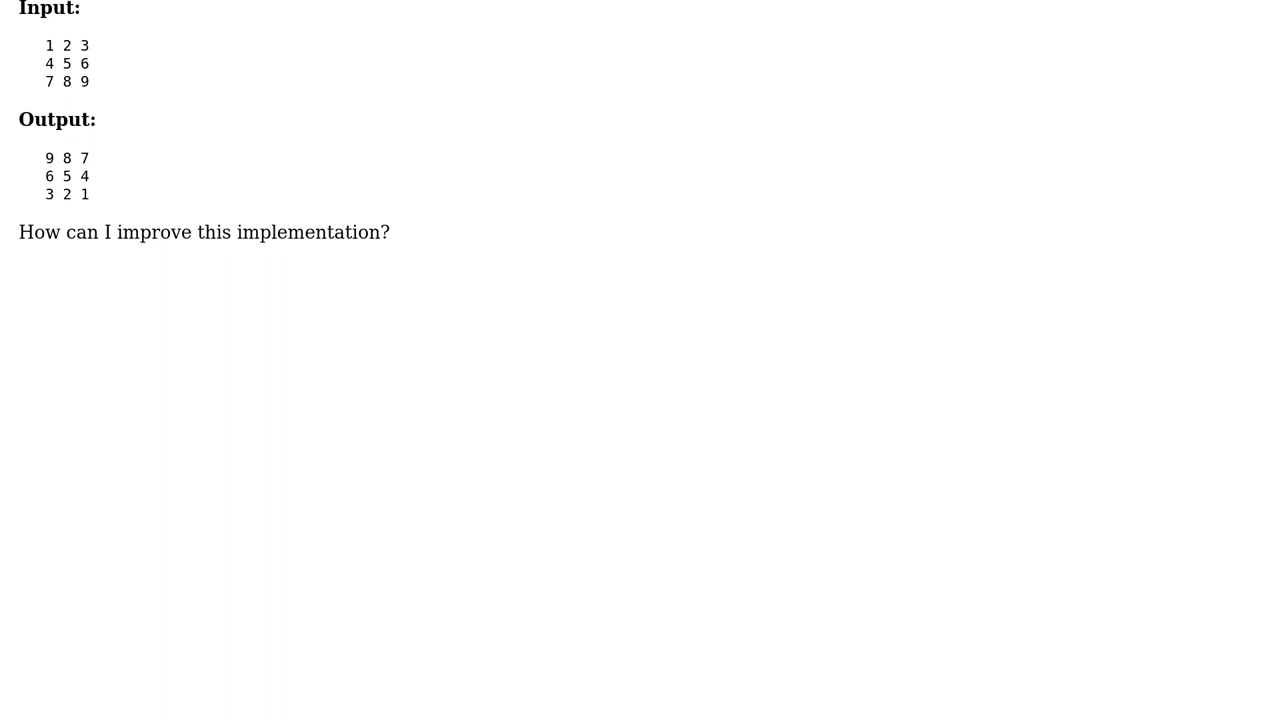 Input:
1 2 3
4 5 6
7 8 9
Output:
9 8 7
6 5 4
3 2 1
How can I improve this implementation?